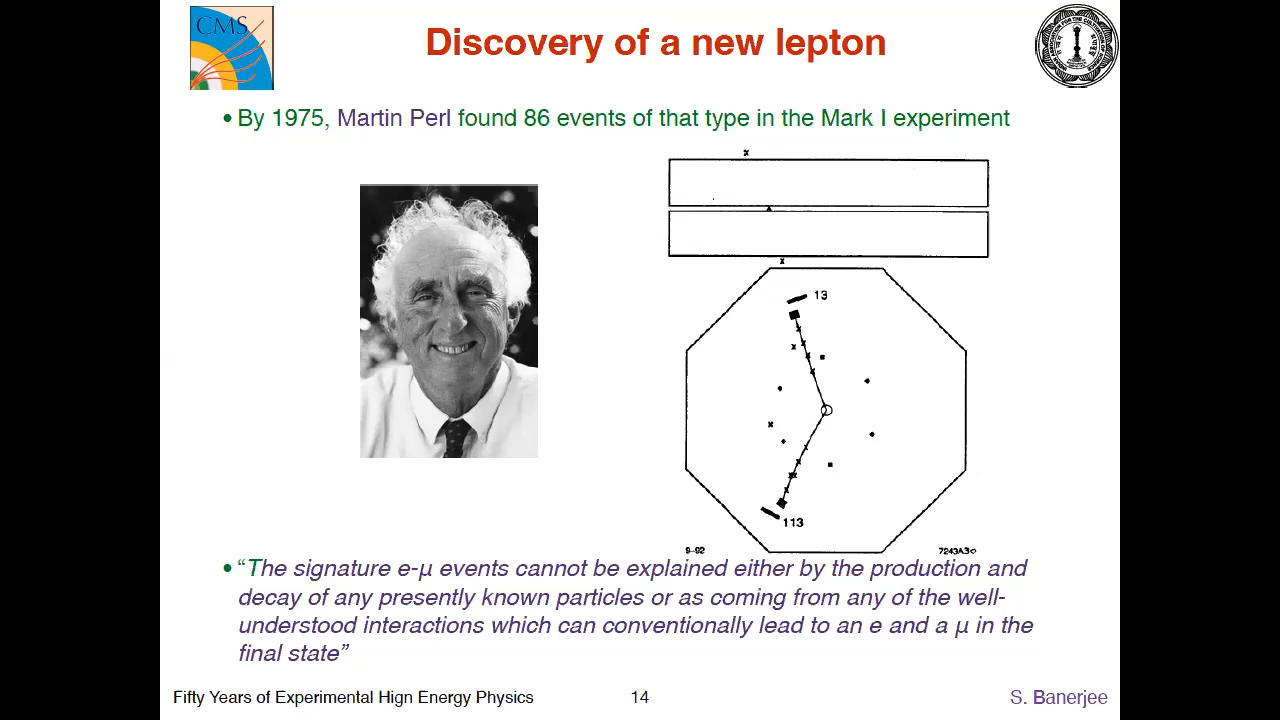 CMS
Discovery of a new lepton
• By 1975, Martin Perl found 86 events of that type in the Mark I experiment
13
113
9-92
7243A3
• “The signature e-μ events cannot be explained either by the production and
decay of any presently known particles or as coming from any of the well-
understood interactions which can conventionally lead to an e and a μ in the
final state”
Fifty Years of Experimental Hign Energy Physics
14
S. Banerjee